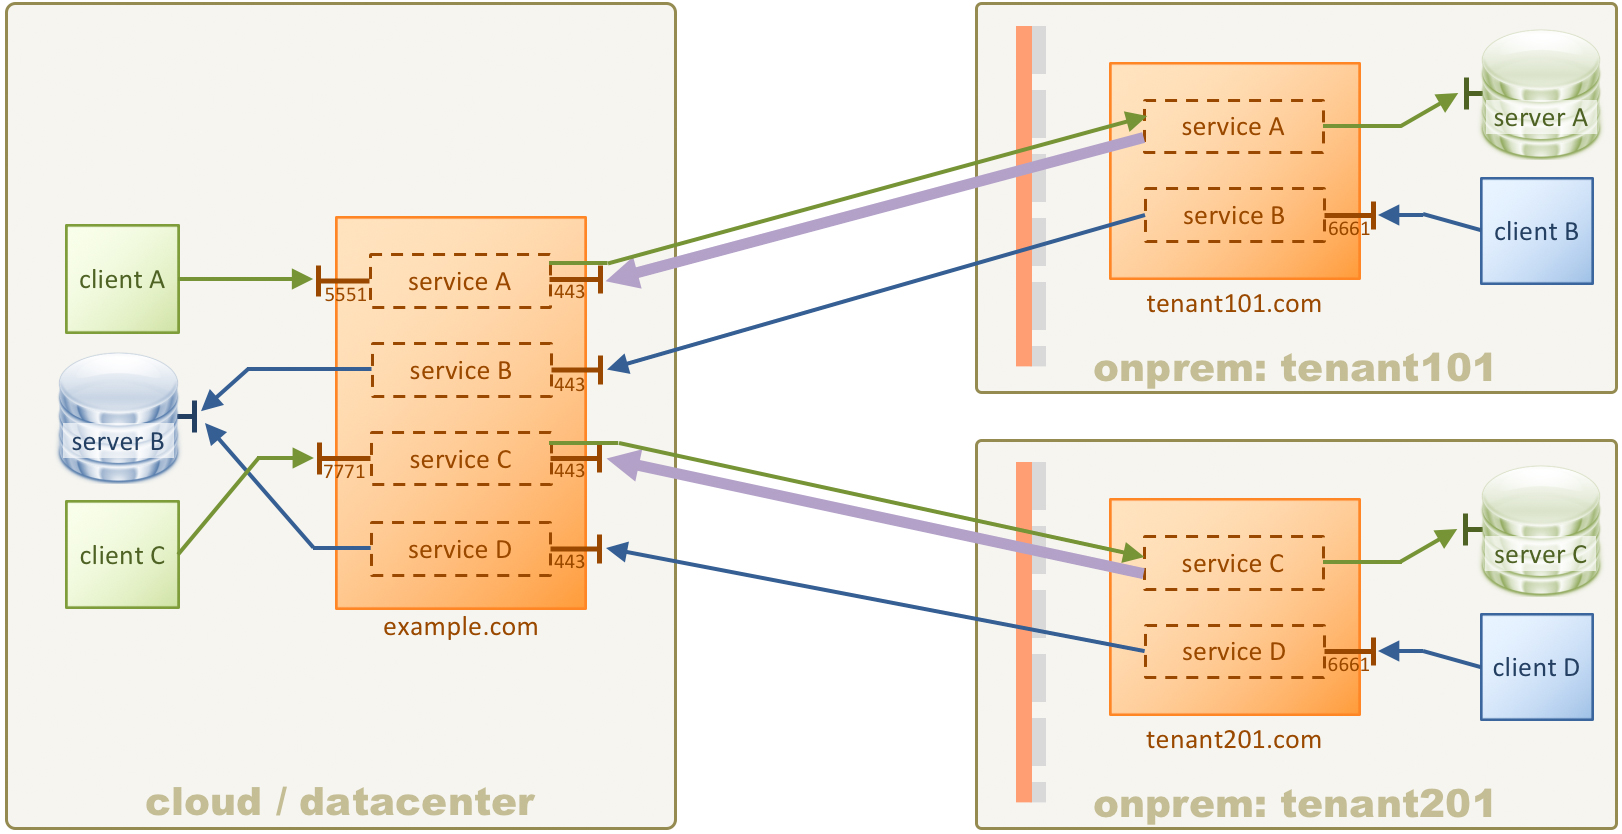 client A
5551
service A
443
service B
443
server B
7771
service C
443
client C
service D
443
example.com
cloud / datacenter
service A
server A
service B
6661
client B
tenant101.com
onprem: tenant101
service C
server C
service D
6661
client D
tenant201.com
onprem: tenant201